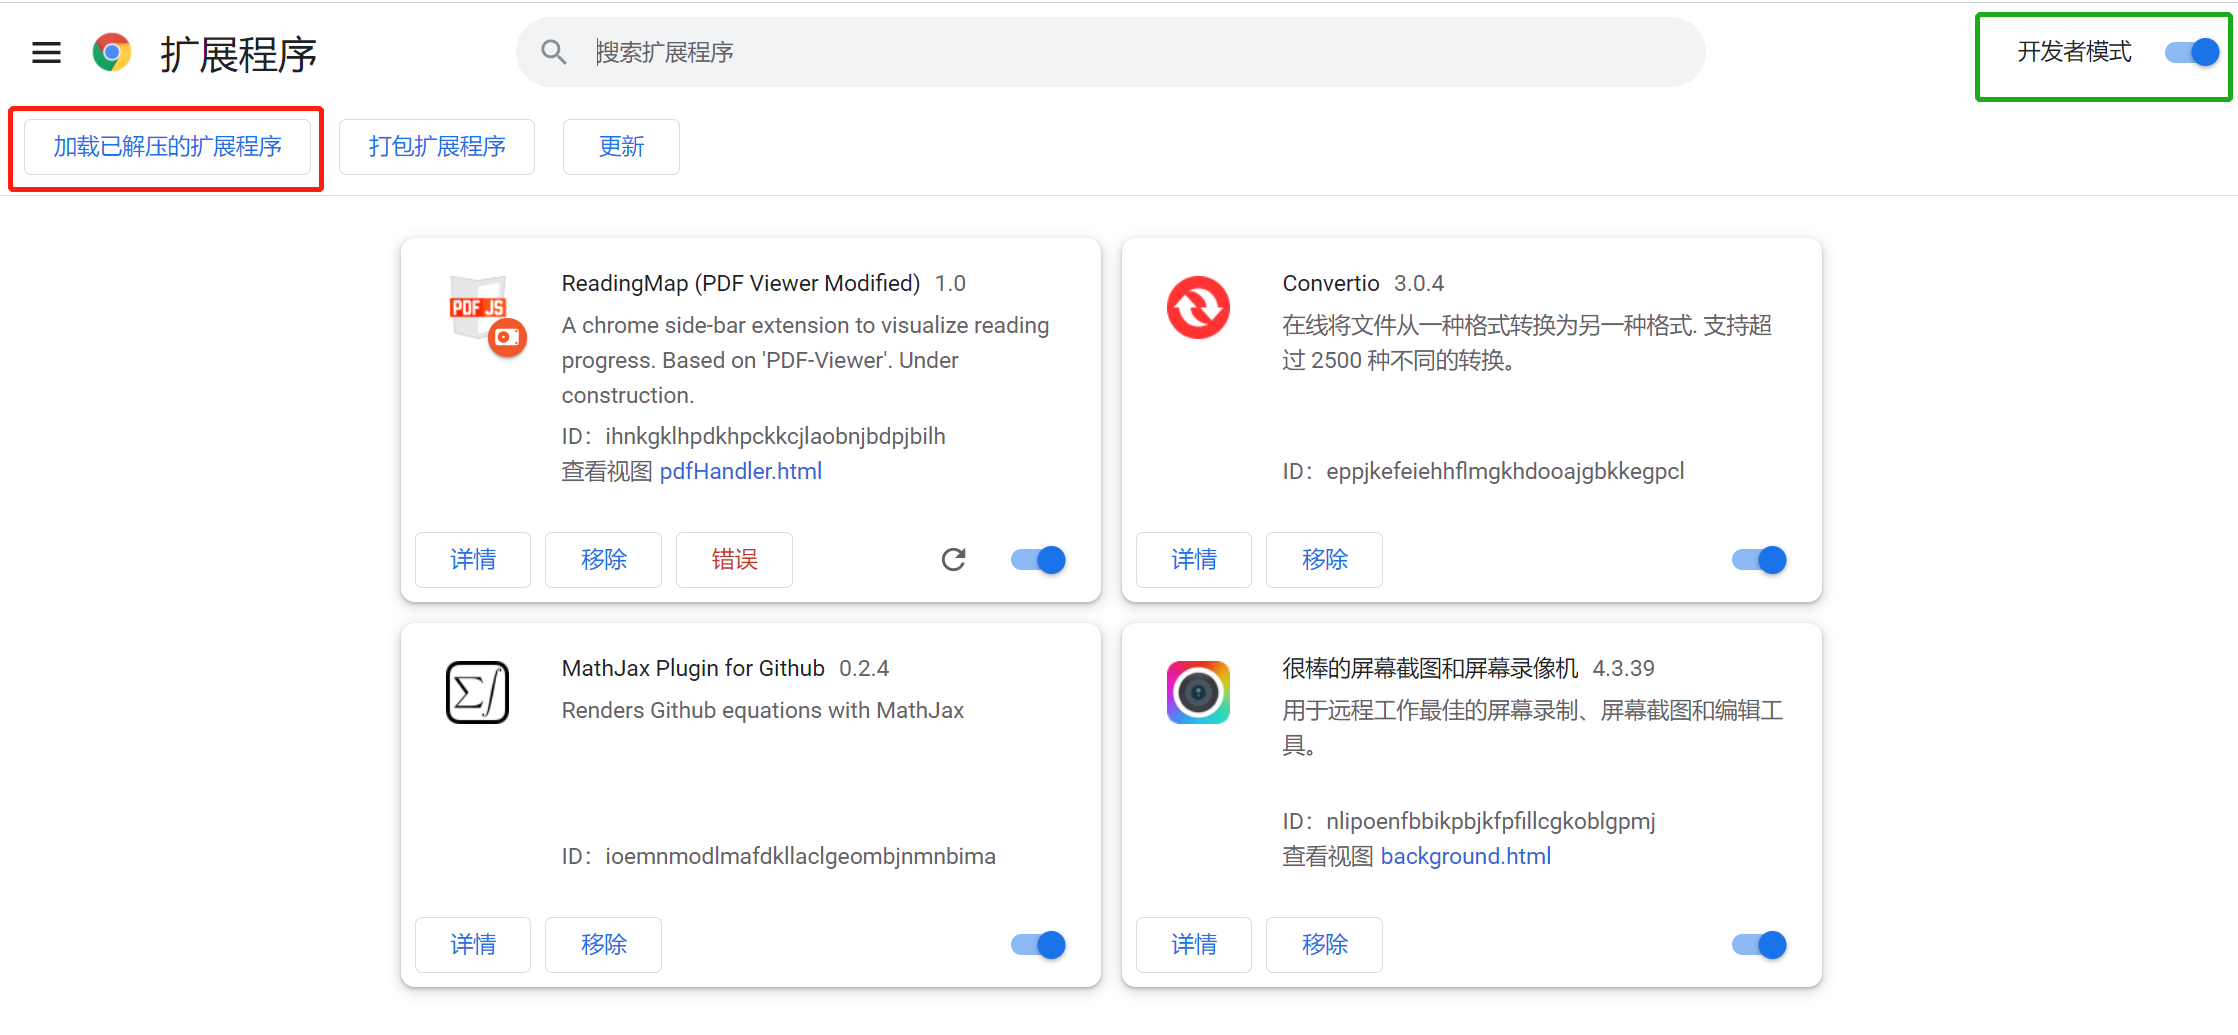 扩展程序
搜索扩展程序
开发者模式
加载已解压的扩展程序
打包扩展程序
更新
PDF JS
ReadingMap (PDF Viewer Modified) 1.0
A chrome side-bar extension to visualize reading
progress. Based on 'PDF-Viewer'. Under
construction.
ID：ihnkgklhpdkhpckkcjlaobnjbdpjbilh
查看视图 pdfHandler.html
详情
移除
错误
Convertio 3.0.4
在线将文件从一种格式转换为另一种格式. 支持超
过 2500 种不同的转换。
ID：eppjkefeiehhflmgkhdooajgbkkegpcl
详情
移除
∑∫
MathJax Plugin for Github 0.2.4
Renders Github equations with MathJax
ID：ioemnmodlmafdkllaclgeombjnmnbima
详情
移除
很棒的屏幕截图和屏幕录像机 4.3.39
用于远程工作最佳的屏幕录制、屏幕截图和编辑工
具。
ID：nlipoenfbbikpbjkfpfillcgkoblgpmj
查看视图 background.html
详情
移除